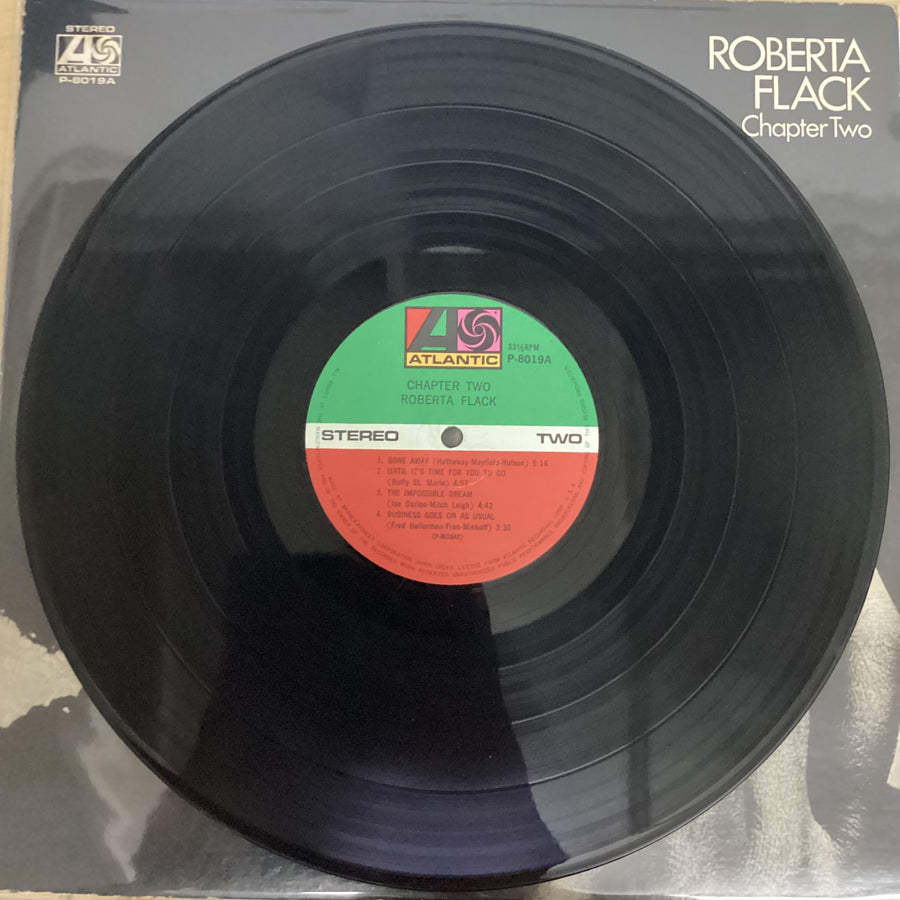 STEREO
ATLANTIC
P-8019A
ROBERTA
FLACK
Chapter Two
ATLANTIC
33⅓RPM
P-8019A
CHAPTER TWO
ROBERTA FLACK
STEREO
TWO
1. GONE AWAY (Hathaway-Mayfield-Hutson) 5:16
2. UNTIL IT'S TIME FOR YOU TO GO
(Buffy St. Marie) 4:57
3. THE IMPOSSIBLE DREAM
(Joe Darion-Mitch Leigh) 4:42
4. BUSINESS GOES ON AS USUAL
(Fred Hellerman-Fran-Minkoff) 3:30
(P-8019A2)